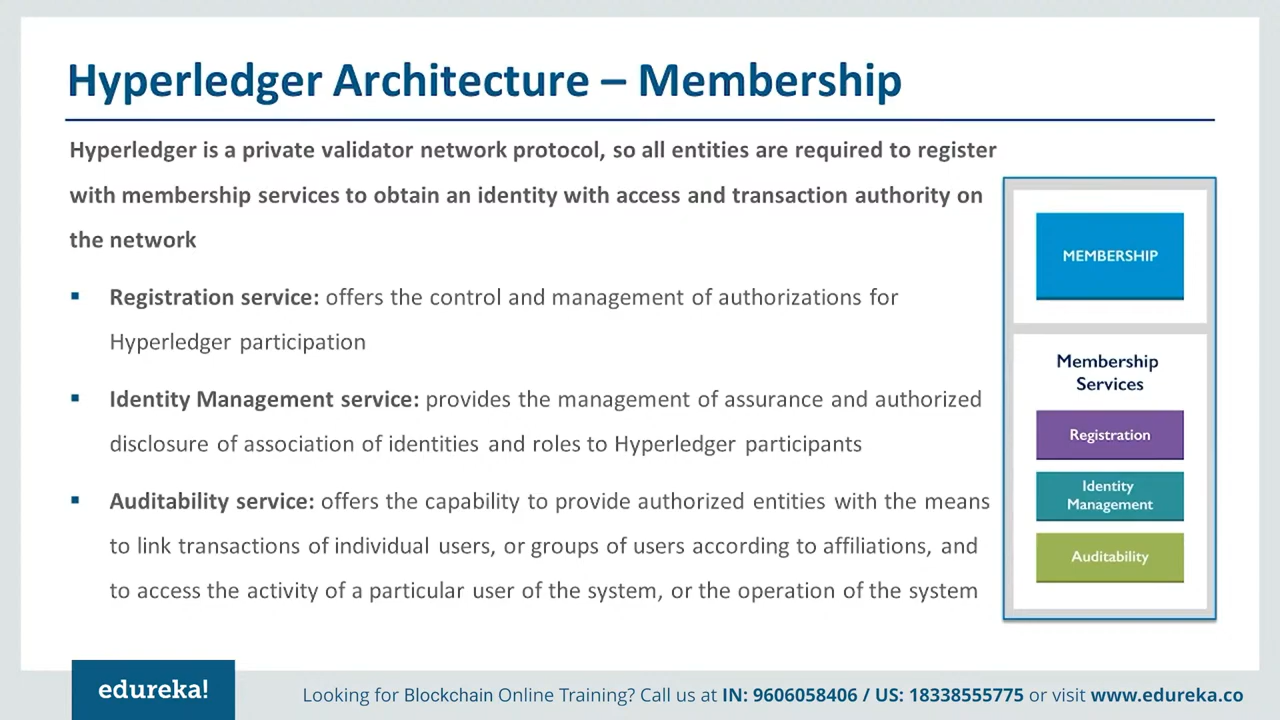 Hyperledger Architecture – Membership
Hyperledger is a private validator network protocol, so all entities are required to register
with membership services to obtain an identity with access and transaction authority on
the network
Registration service: offers the control and management of authorizations for
Hyperledger participation
Identity Management service: provides the management of assurance and authorized
disclosure of association of identities and roles to Hyperledger participants
Auditability service: offers the capability to provide authorized entities with the means
to link transactions of individual users, or groups of users according to affiliations, and
to access the activity of a particular user of the system, or the operation of the system
MEMBERSHIP
Membership
Services
Registration
Identity
Management
Auditability
edureka!
Looking for Blockchain Online Training? Call us at IN: 9606058406 / US: 18338555775 or visit www.edureka.co